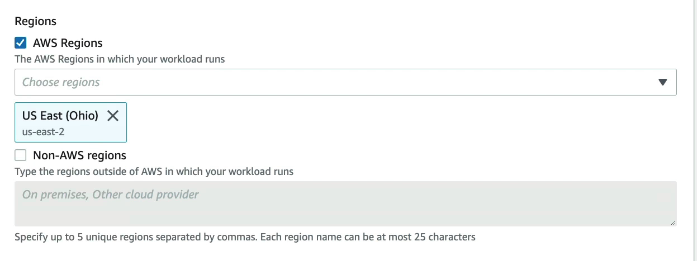 Regions
AWS Regions
The AWS Regions in which your workload runs
Choose regions
US East (Ohio)
us-east-2
Non-AWS regions
Type the regions outside of AWS in which your workload runs
On premises, Other cloud provider
Specify up to 5 unique regions separated by commas. Each region name can be at most 25 characters